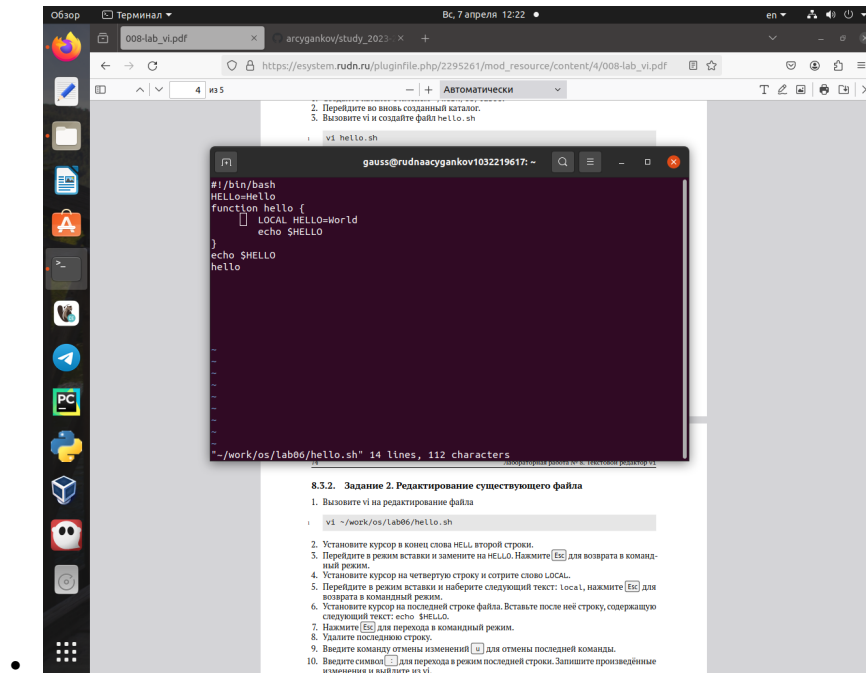 Обзор
Терминал
Вс, 7 апреля 12:22
en
008-lab_vi.pdf
arcygankov/study_2023-
https://esystem.rudn.ru/pluginfile.php/2295261/mod_resource/content/4/008-lab_vi.pdf
4 из 5
Автоматически
2. Перейдите во вновь созданный каталог.
3. Вызовите vi и создайте файл hello.sh
1 vi hello.sh
gauss@rudnaacygankov1032219617: ~
#!/bin/bash
HELLo=Hello
function hello {
LOCAL HELLO=World
echo $HELLO
}
echo $HELLO
hello
~
~
~
~
~
~
~
~
~
"~/work/os/lab06/hello.sh" 14 lines, 112 characters
8.3.2. Задание 2. Редактирование существующего файла
1. Вызовите vi на редактирование файла
1 vi ~/work/os/lab06/hello.sh
2. Установите курсор в конец слова HELL второй строки.
3. Перейдите в режим вставки и замените на HELLO. Нажмите Esc для возврата в команд-
ный режим.
4. Установите курсор на четвертую строку и сотрите слово LOCAL.
5. Перейдите в режим вставки и наберите следующий текст: local, нажмите Esc для
возврата в командный режим.
6. Установите курсор на последней строке файла. Вставьте после неё строку, содержащую
следующий текст: echo $HELLO.
7. Нажмите Esc для перехода в командный режим.
8. Удалите последнюю строку.
9. Введите команду отмены изменений u для отмены последней команды.
10. Введите символ : для перехода в режим последней строки. Запишите произведённые
изменения и выйдите из vi.